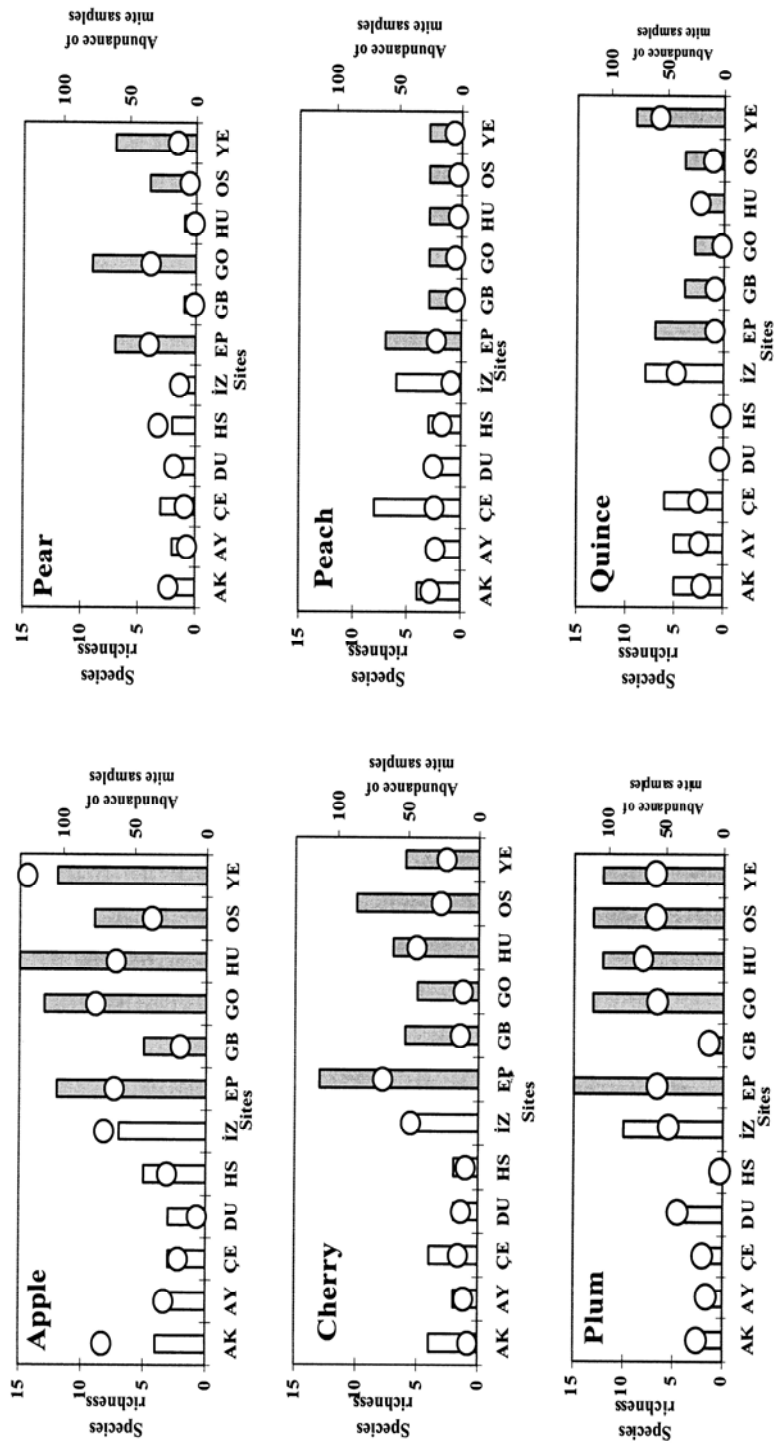 Apple
Species
richness
15
10
5
0
AK AY ÇE DU HS İZ EP GB GO HU OS YE
Sites
100
50
0
Abundance of
mite samples
Pear
Species
richness
15
10
5
0
AK AY ÇE DU HS İZ EP GB GO HU OS YE
Sites
100
50
0
Abundance of
mite samples
Cherry
Species
richness
15
10
5
0
AK AY ÇE DU HS İZ EP GB GO HU OS YE
Sites
100
50
0
Abundance of
mite samples
Peach
Species
richness
15
10
5
0
AK AY ÇE DU HS İZ EP GB GO HU OS YE
Sites
100
50
0
Abundance of
mite samples
Plum
Species
richness
15
10
5
0
AK AY ÇE DU HS İZ EP GB GO HU OS YE
Sites
100
50
0
Abundance of
mite samples
Quince
Species
richness
15
10
5
0
AK AY ÇE DU HS İZ EP GB GO HU OS YE
Sites
100
50
0
Abundance of
mite samples